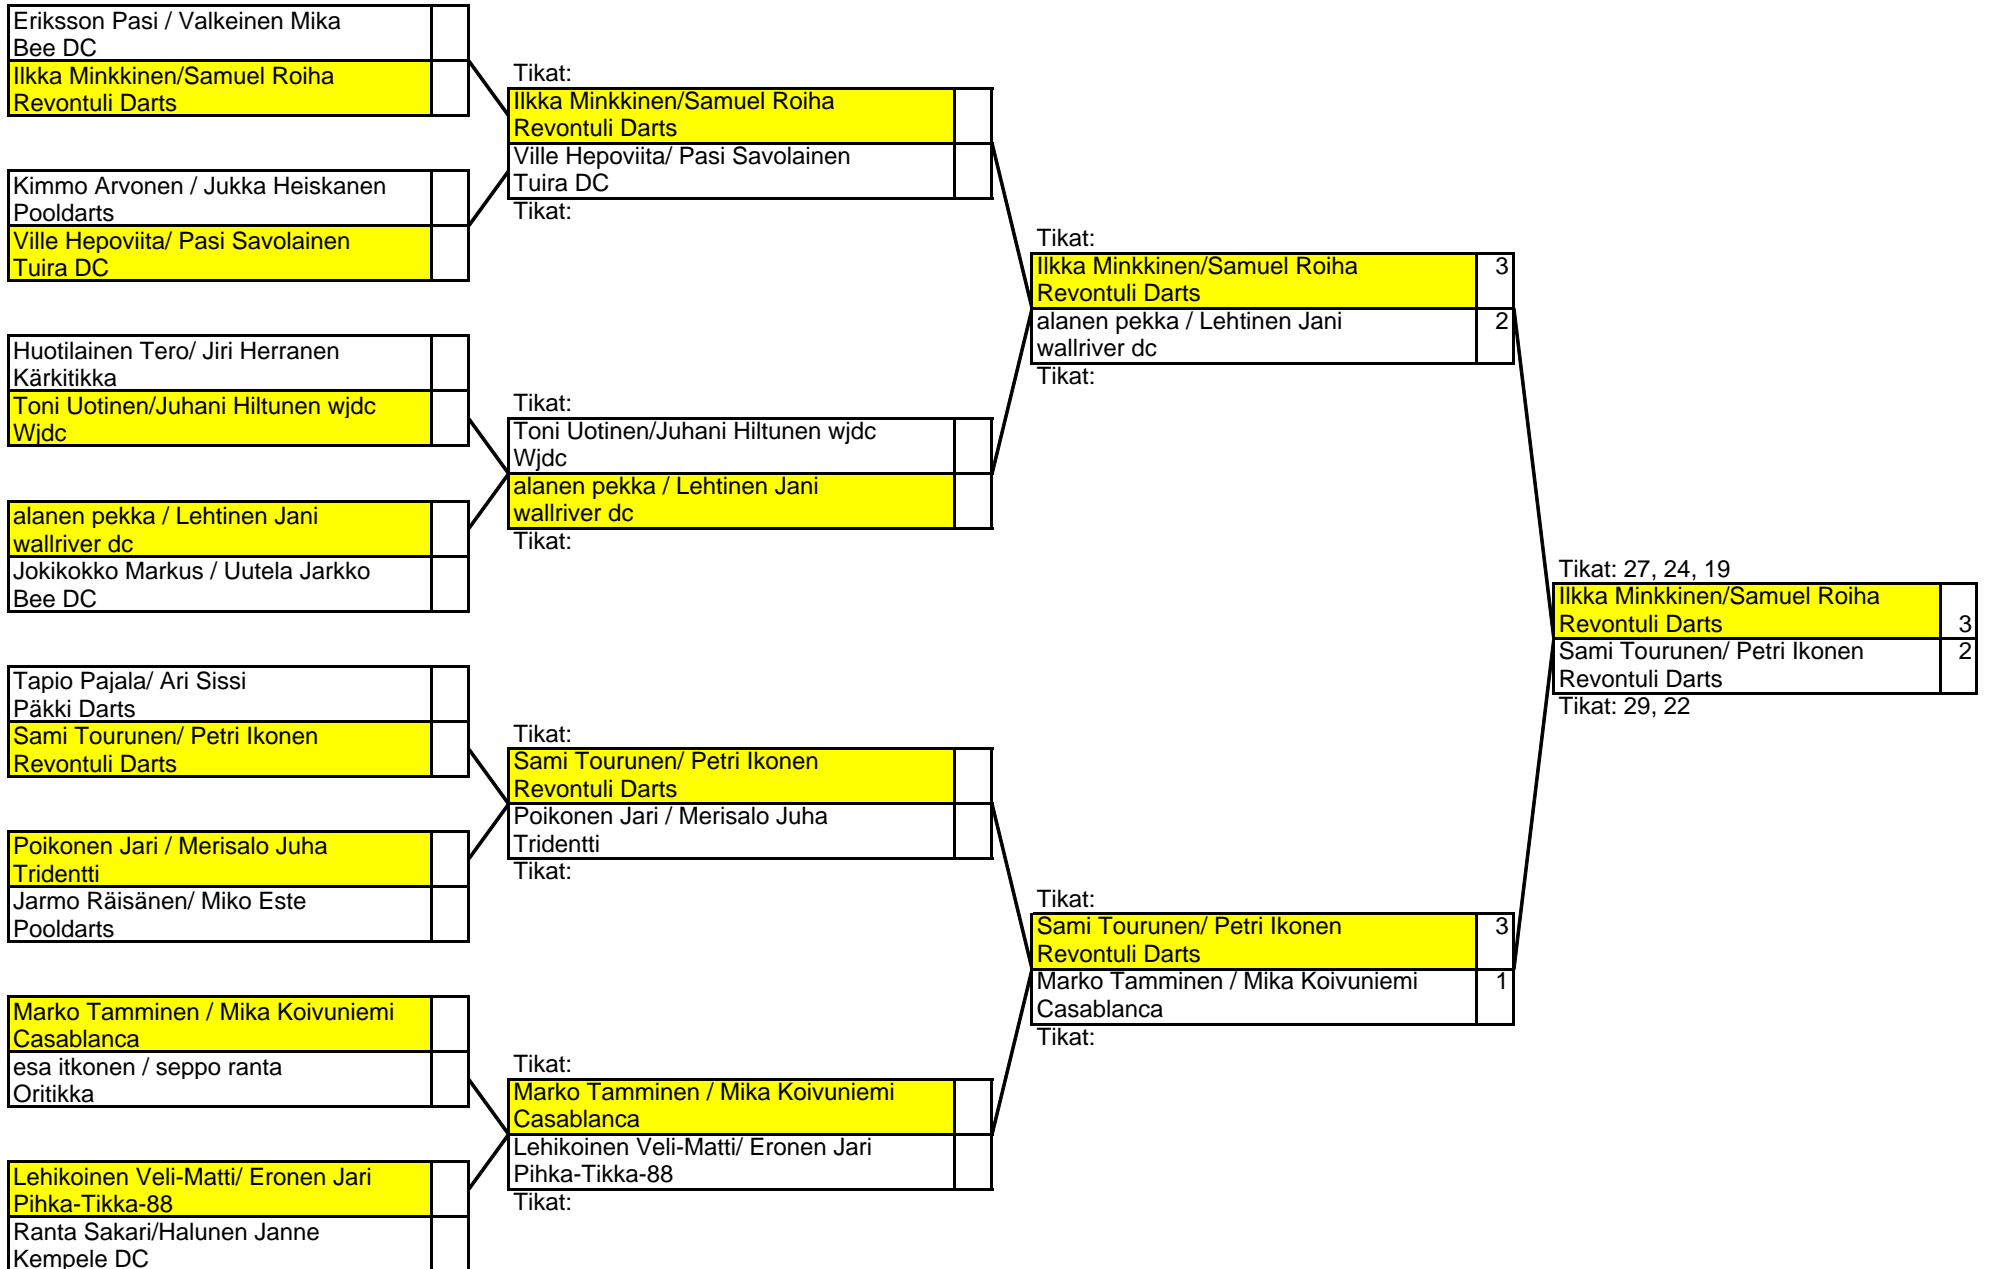 Eriksson Pasi / Valkeinen Mika
Bee DC
Ilkka Minkkinen/Samuel Roiha
Revontuli Darts
Kimmo Arvonen / Jukka Heiskanen
Pooldarts
Ville Hepoviita/ Pasi Savolainen
Tuira DC
Huotilainen Tero/ Jiri Herranen
Kärkitikka
Toni Uotinen/Juhani Hiltunen wjdc
Wjdc
alanen pekka / Lehtinen Jani
wallriver dc
Jokikokko Markus / Uutela Jarkko
Bee DC
Tapio Pajala/ Ari Sissi
Päkki Darts
Sami Tourunen/ Petri Ikonen
Revontuli Darts
Poikonen Jari / Merisalo Juha
Tridentti
Jarmo Räisänen/ Miko Este
Pooldarts
Marko Tamminen / Mika Koivuniemi
Casablanca
esa itkonen / seppo ranta
Oritikka
Lehikoinen Veli-Matti/ Eronen Jari
Pihka-Tikka-88
Ranta Sakari/Halunen Janne
Kempele DC
Tikat:
Ilkka Minkkinen/Samuel Roiha
Revontuli Darts
Ville Hepoviita/ Pasi Savolainen
Tuira DC
Tikat:
Tikat:
Toni Uotinen/Juhani Hiltunen wjdc
Wjdc
alanen pekka / Lehtinen Jani
wallriver dc
Tikat:
Tikat:
Sami Tourunen/ Petri Ikonen
Revontuli Darts
Poikonen Jari / Merisalo Juha
Tridentti
Tikat:
Tikat:
Marko Tamminen / Mika Koivuniemi
Casablanca
Lehikoinen Veli-Matti/ Eronen Jari
Pihka-Tikka-88
Tikat:
Tikat:
Ilkka Minkkinen/Samuel Roiha 3
Revontuli Darts
alanen pekka / Lehtinen Jani 2
wallriver dc
Tikat:
Tikat:
Sami Tourunen/ Petri Ikonen 3
Revontuli Darts
Marko Tamminen / Mika Koivuniemi 1
Casablanca
Tikat:
Tikat: 27, 24, 19
Ilkka Minkkinen/Samuel Roiha
Revontuli Darts 3
Sami Tourunen/ Petri Ikonen 2
Revontuli Darts
Tikat: 29, 22